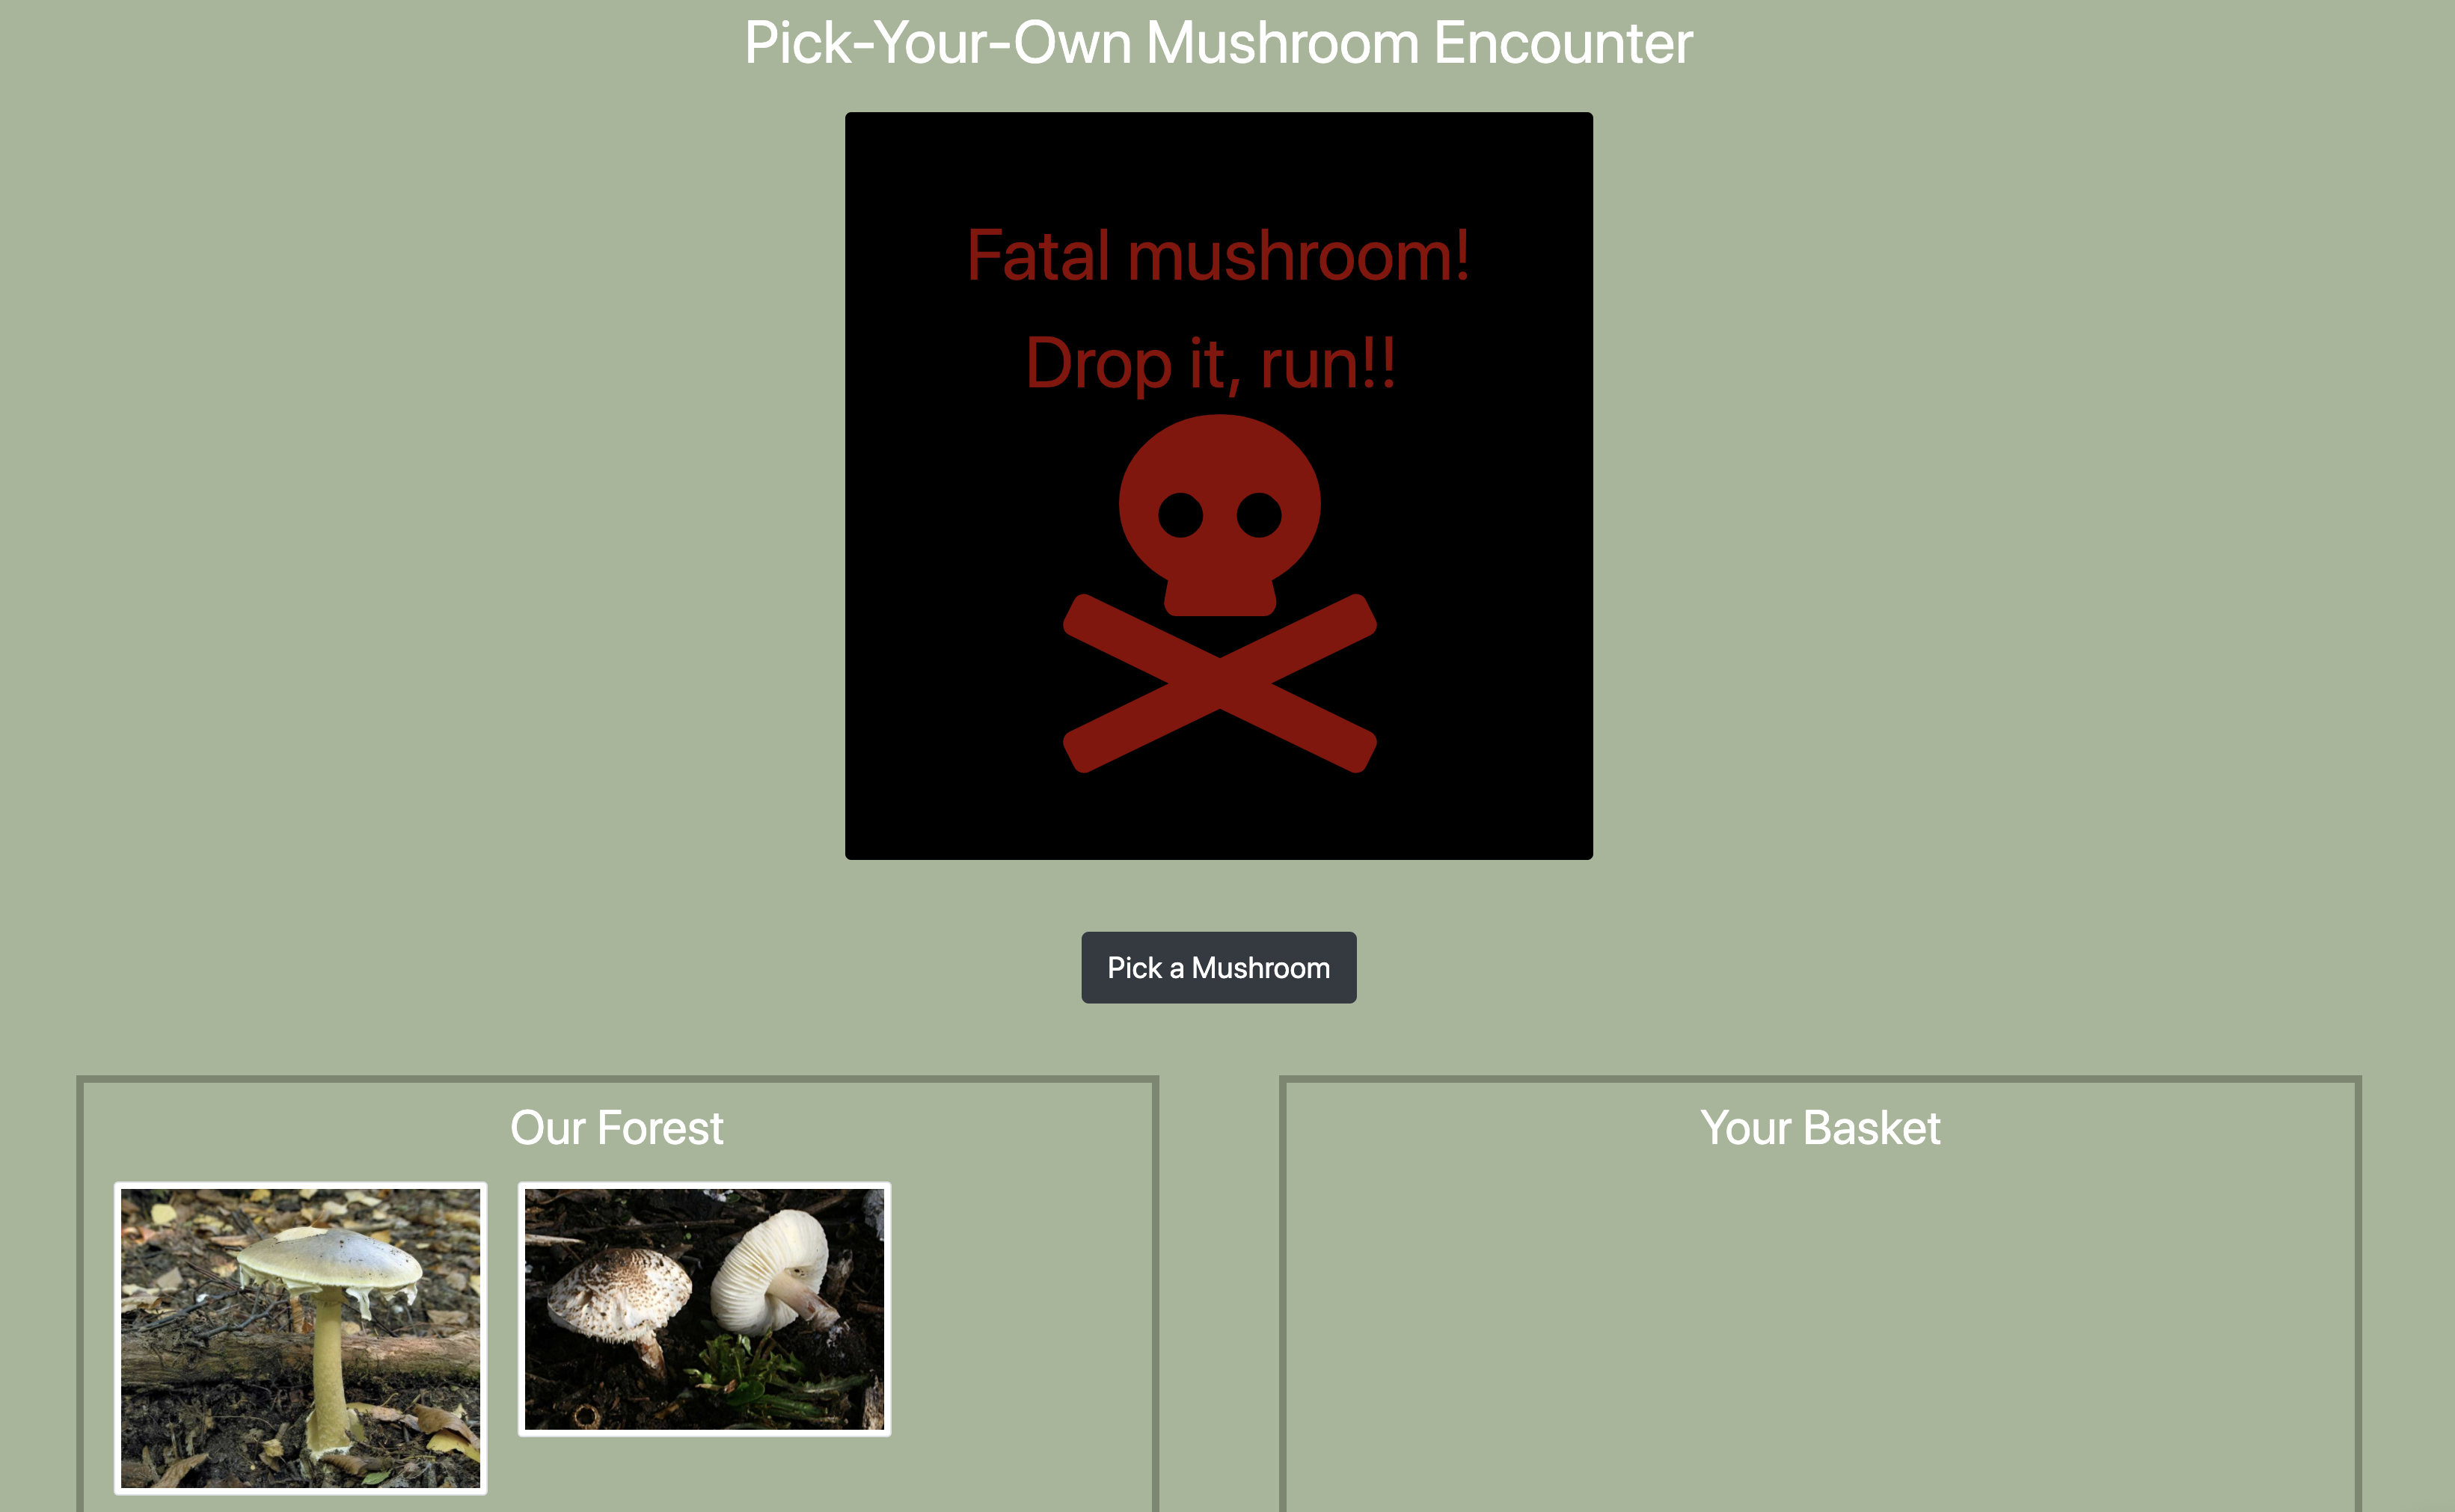 Pick-Your-Own Mushroom Encounter
Fatal mushroom!
Drop it, run!!
Pick a Mushroom
Our Forest
Your Basket